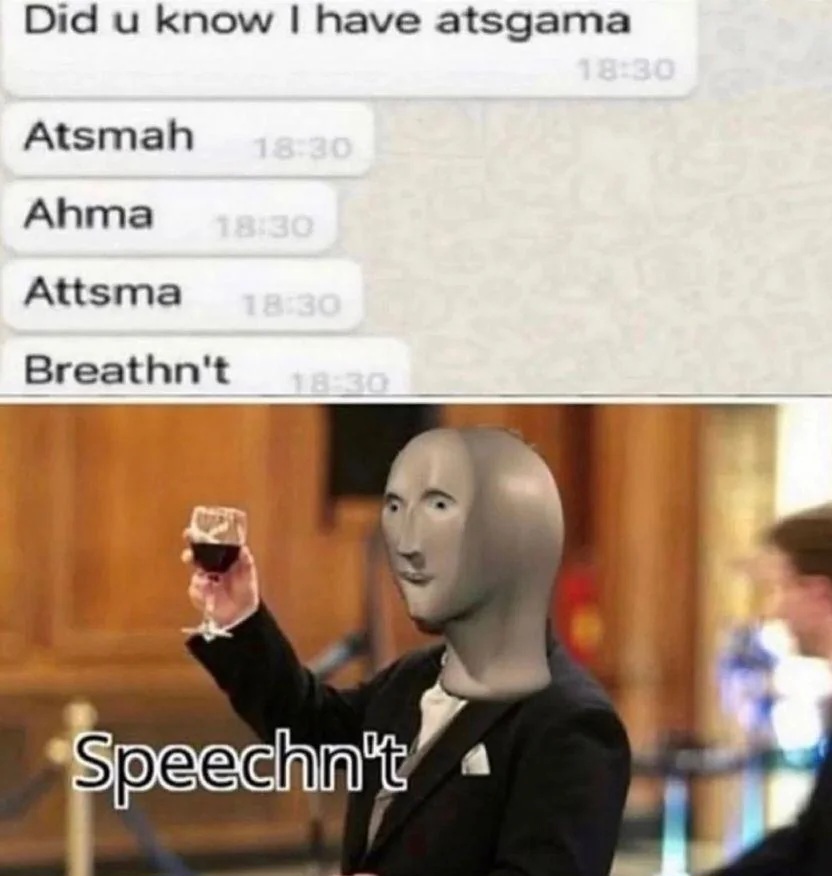 Did u know I have atsgama
18:30
Atsmah 18:30
Ahma 18:30
Attsma 18:30
Breathn't 18:30
Speechn't